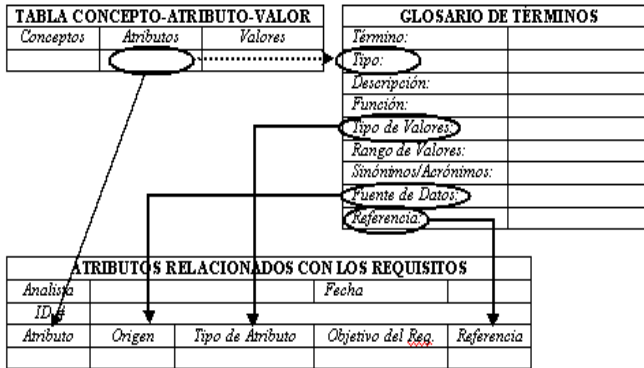 TABLA CONCEPTO-ATRIBUTO-VALOR
Conceptos Atributos Valores
GLOSARIO DE TÉRMINOS
Término:
Tipo:
Descripción:
Función:
Tipo de Valores:
Rango de Valores:
Sinónimos/Acrónimos:
Fuente de Datos:
Referencia:
ATRIBUTOS RELACIONADOS CON LOS REQUISITOS
Analista Fecha
ID #
Atributo Origen Tipo de Atributo Objetivo del Req. Referencia